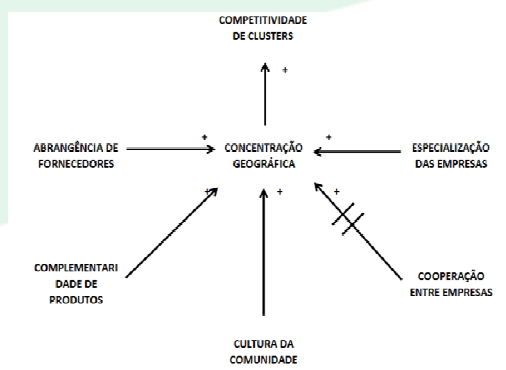 COMPETITIVIDADE
DE CLUSTERS
+
ABRANGÊNCIA DE
FORNECEDORES
+
CONCENTRAÇÃO
GEOGRÁFICA
+
ESPECIALIZAÇÃO
DAS EMPRESAS
+
+
+
COMPLEMENTARI
DADE DE
PRODUTOS
COOPERAÇÃO
ENTRE EMPRESAS
CULTURA DA
COMUNIDADE